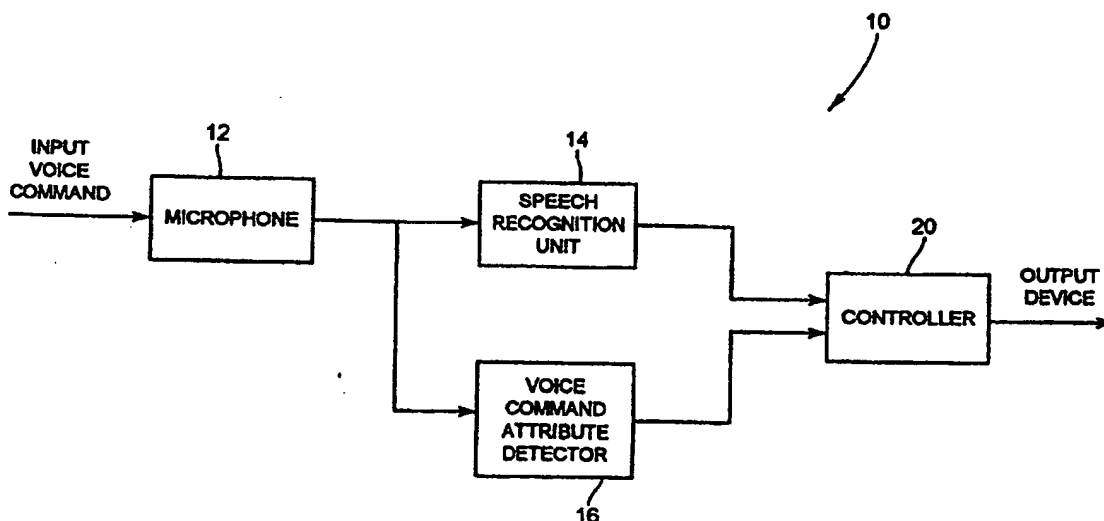 10
INPUT
VOICE
COMMAND
12
MICROPHONE
14
SPEECH
RECOGNITION
UNIT
20
CONTROLLER
OUTPUT
DEVICE
VOICE
COMMAND
ATTRIBUTE
DETECTOR
16